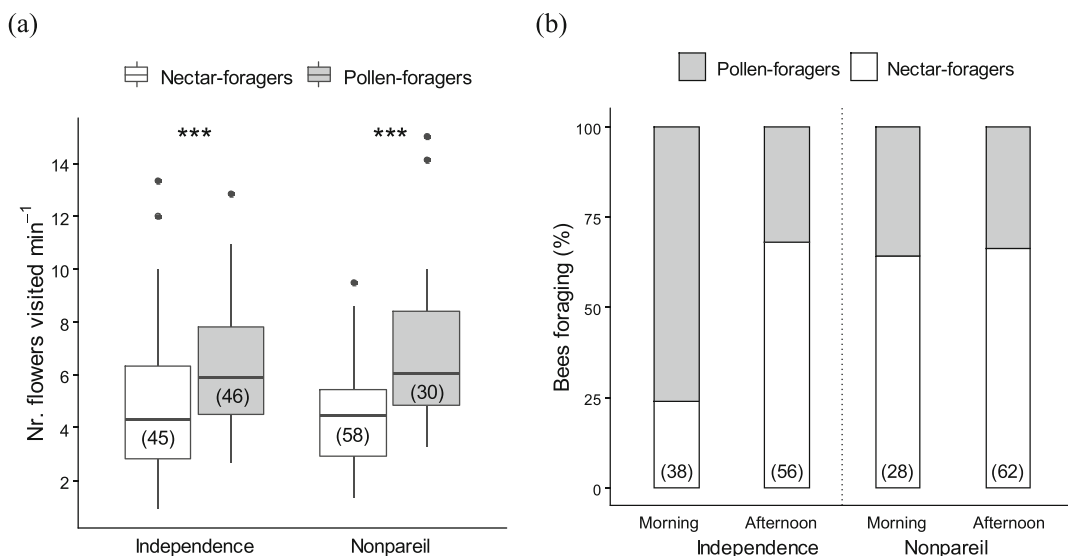 (a)
Nectar-foragers Pollen-foragers
*** ***
Nr. flowers visited min⁻¹
14
12
10
8
6
4
2
(45) (46) (58) (30)
Independence Nonpareil
(b)
Pollen-foragers Nectar-foragers
Bees foraging (%)
100
75
50
25
0
(38) (56) (28) (62)
Morning Afternoon Morning Afternoon
Independence Nonpareil